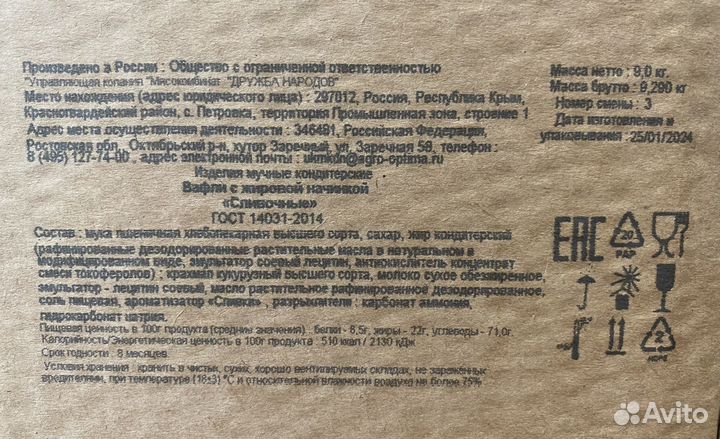 Произведено в России : Общество с ограниченной ответственностью
"Управляющая копания "Мясокомбинат "ДРУЖБА НАРОДОВ"
Место нахождения (адрес юридического лица) : 297012, Россия, Республика Крым,
Красногвардейский район, с. Петровка, территория Промышленная зона, строение 1
Адрес места осуществления деятельности : 346491, Российская Федерация,
Ростовская обл, Октябрьский р-н, хутор Заречный, ул. Заречная 59, телефон :
8 (495) 127-74-00 , адрес электронной почты : ukmkdn@agro-optima.ru
Изделия мучные кондитерские
Вафли с жировой начинкой
«Сливочные»
ГОСТ 14031-2014
Масса нетто : 9,0 кг.
Масса брутто : 9,290 кг
Номер смены : 3
Дата изготовления и
упаковывания : 25/01/2024
Состав : мука пшеничная хлебопекарная высшего сорта, сахар, жир кондитерский
(рафинированные дезодорированные растительные масла в натуральном и
модифицированном виде, эмульгатор соевый лецитин, антиокислитель концентрат
смеси токоферолов) : крахмал кукурузный высшего сорта, молоко сухое обезжиренное,
эмульгатор - лецитин соевый, масло растительное рафинированное дезодорированное,
соль пищевая, ароматизатор «Сливки» , разрыхлители : карбонат аммония,
гидрокарбонат натрия.
Пищевая ценность в 100г продукта (средние значения) : белки - 6,5г, жиры - 22г, углеводы - 71,0г.
Калорийность/Энергетическая ценность в 100г продукта : 510 ккал / 2130 кДж
Срок годности : 8 месяцев.
Условия хранения : хранить в чистых, сухих, хорошо вентилируемых складах, не зараженных
вредителями, при температуре (18±3) °С и относительной влажности воздуха не более 75%
EAC
20
PAP
2
HDPE
Avito